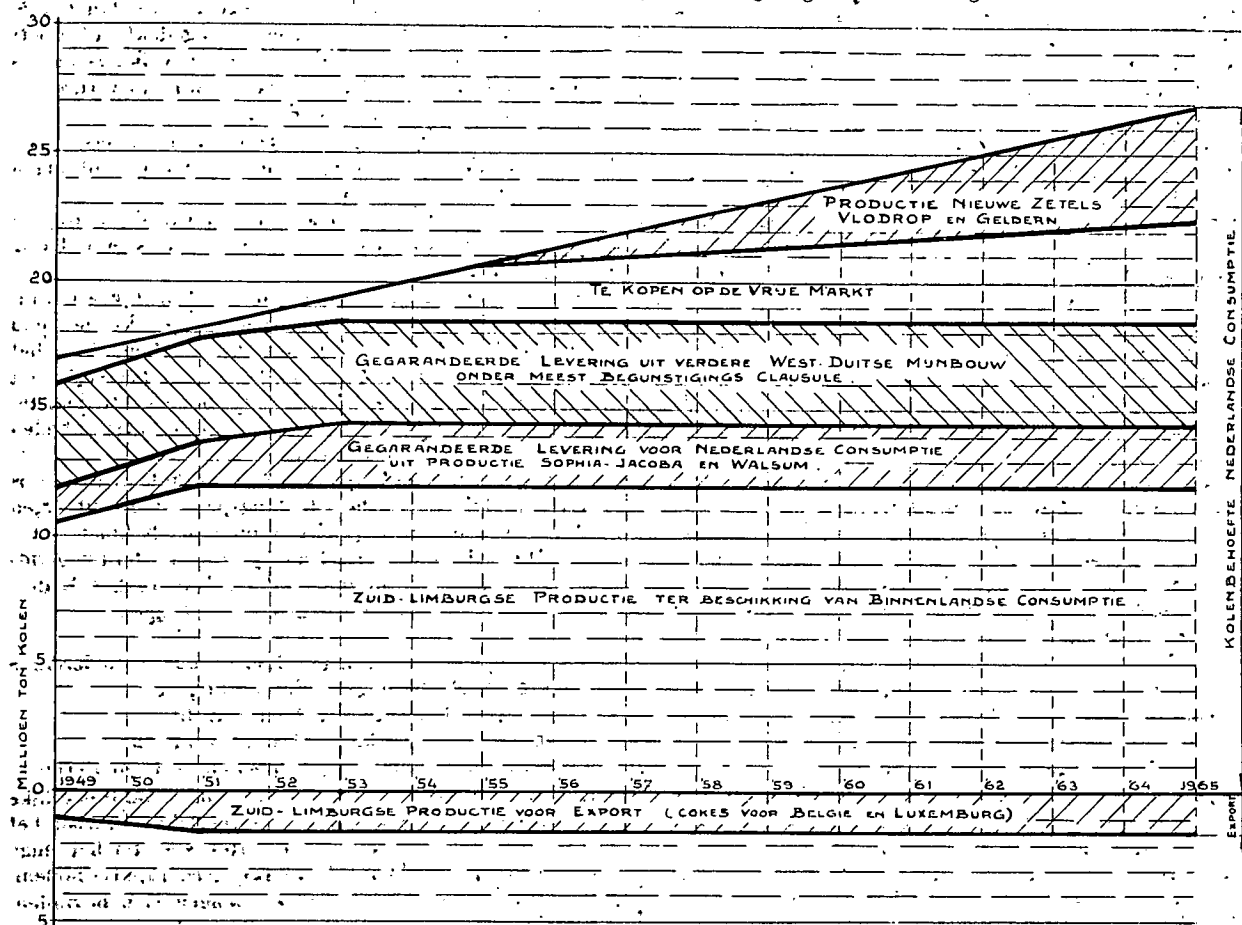 30
25
20
15
10
5
0
5
MILLIOEN TON KOLEN
PRODUCTIE NIEUWE ZETELS
VLODROP EN GELDERN
TE KOPEN OP DE VRIJE MARKT
GEGARANDEERDE LEVERING UIT VERDERE WEST-DUITSE MIJNBOUW
ONDER MEEST BEGUNSTIGINGS CLAUSULE.
GEGARANDEERDE LEVERING VOOR NEDERLANDSE CONSUMPTIE
UIT PRODUCTIE SOPHIA-JACOBA EN WALSUM.
ZUID-LIMBURGSE PRODUCTIE TER BESCHIKKING VAN BINNENLANDSE CONSUMPTIE.
1949 '50 '51 '52 '53 '54 '55 '56 '57 '58 '59 '60 '61 '62 '63 '64 1965
ZUID-LIMBURGSE PRODUCTIE VOOR EXPORT (COKES VOOR BELGIE EN LUXEMBURG)
KOLENBEHOEFTE NEDERLANDSE CONSUMPTIE.
EXPORT